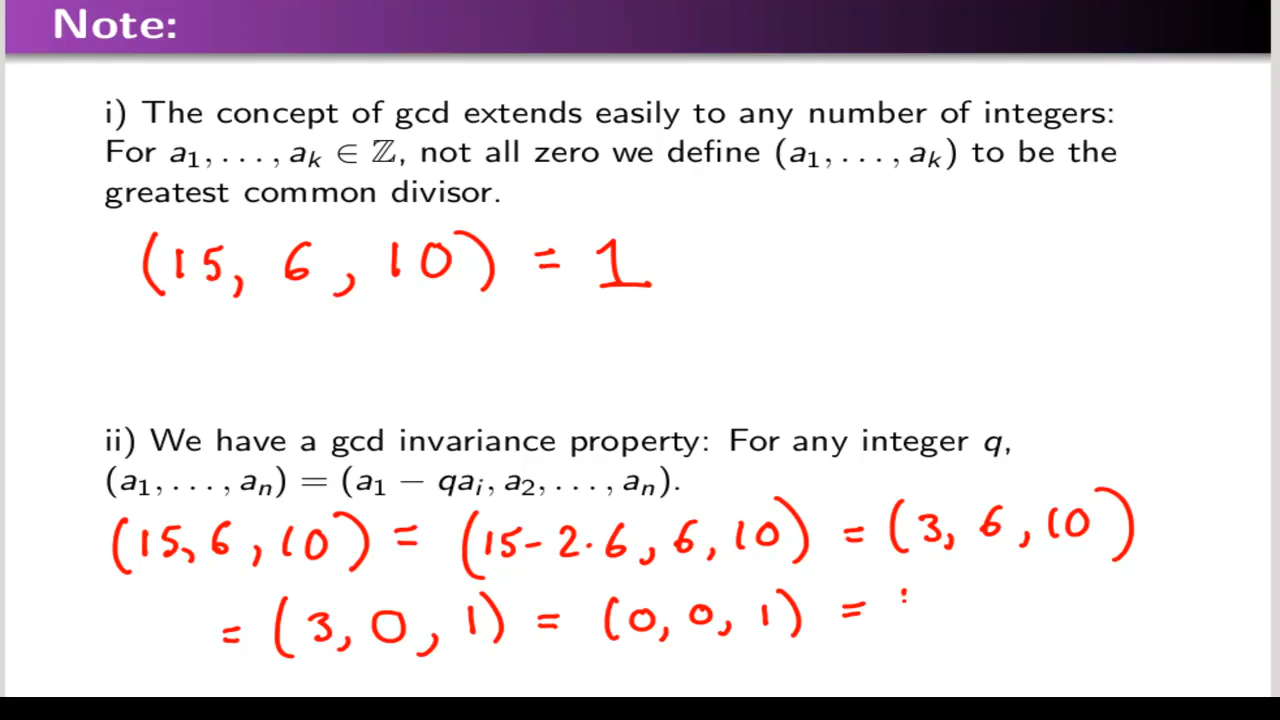 Note:
i) The concept of gcd extends easily to any number of integers:
For a₁, . . . , aₖ ∈ ℤ, not all zero we define (a₁, . . . , aₖ) to be the
greatest common divisor.
(15, 6, 10) = 1
ii) We have a gcd invariance property: For any integer q,
(a₁, . . . , aₙ) = (a₁ − qaᵢ, a₂, . . . , aₙ).
(15, 6, 10) = (15 - 2·6, 6, 10) = (3, 6, 10)
= (3, 0, 1) = (0, 0, 1) =